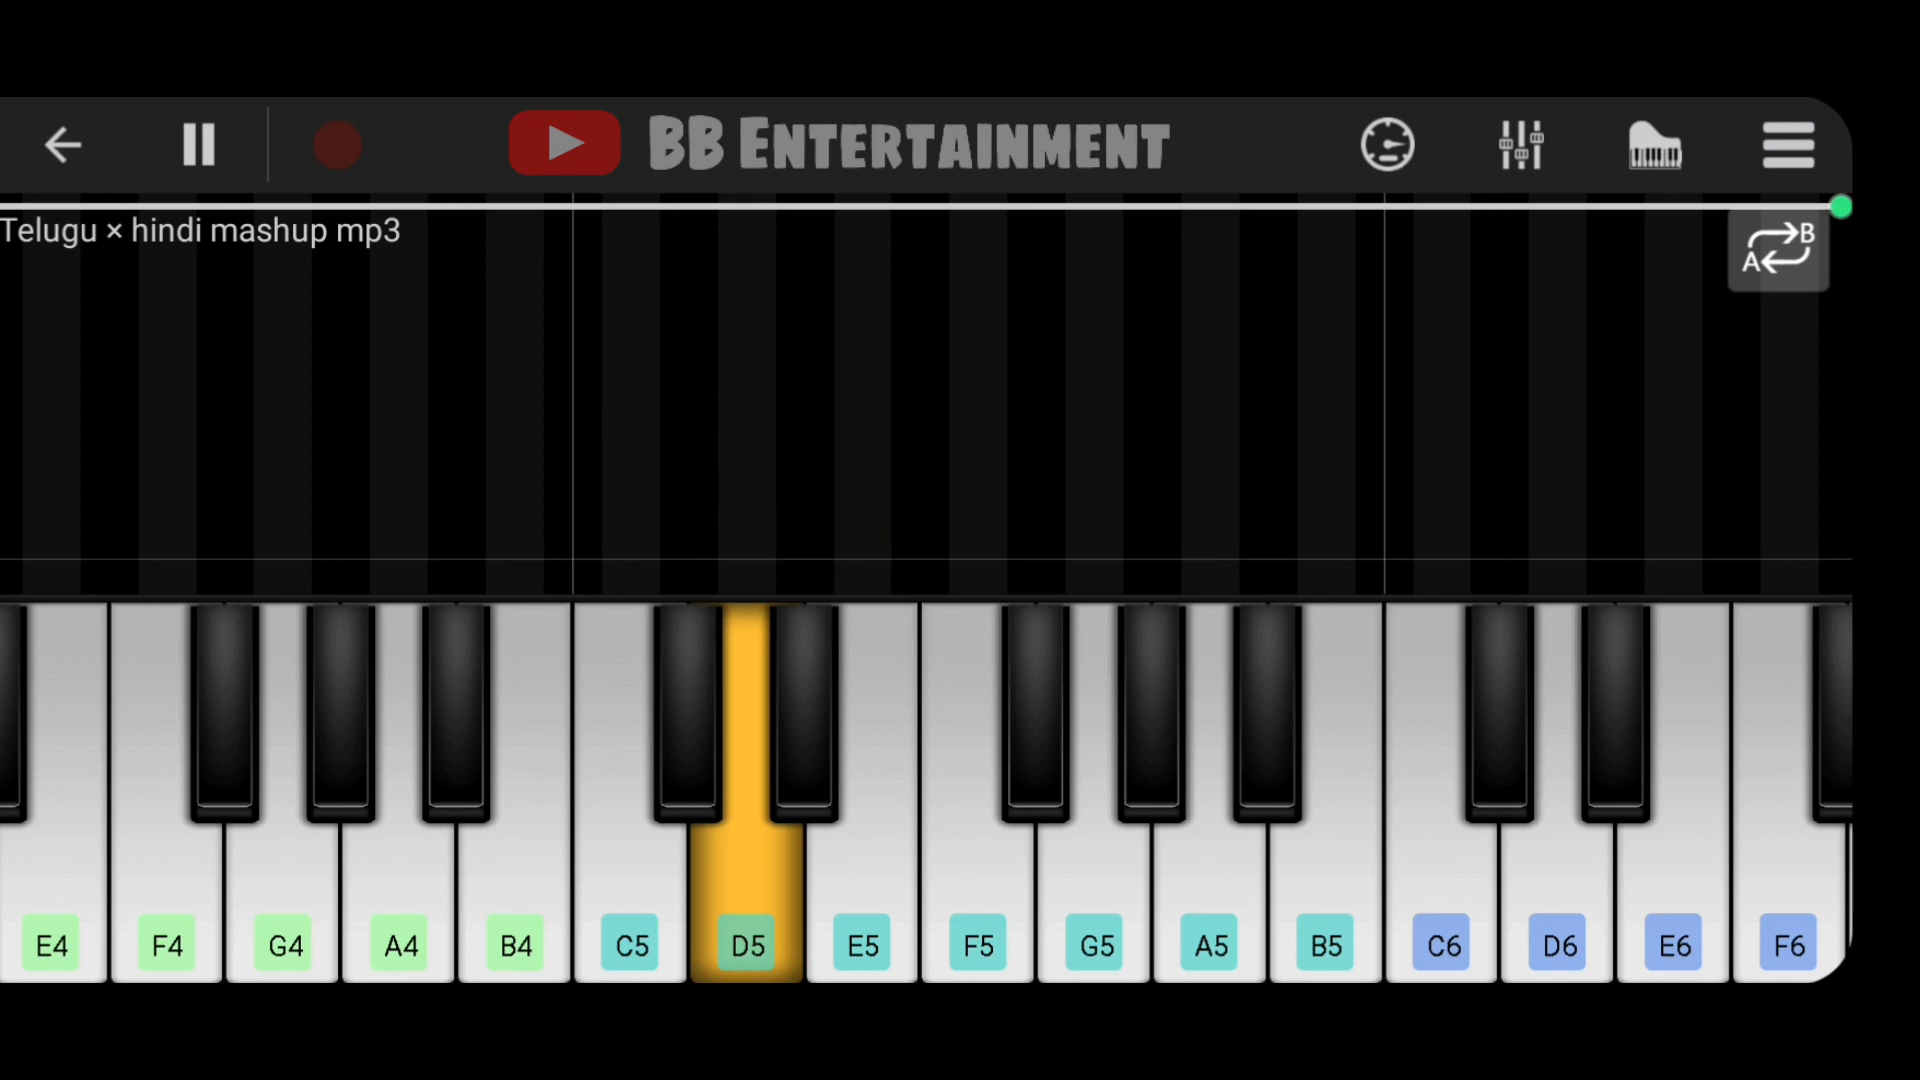 BB ENTERTAINMENT
Telugu × hindi mashup mp3
A B
E4 F4 G4 A4 B4 C5 D5 E5 F5 G5 A5 B5 C6 D6 E6 F6